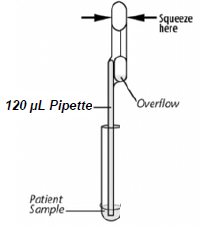 Squeeze
here
120 µL Pipette
Overflow
Patient
Sample